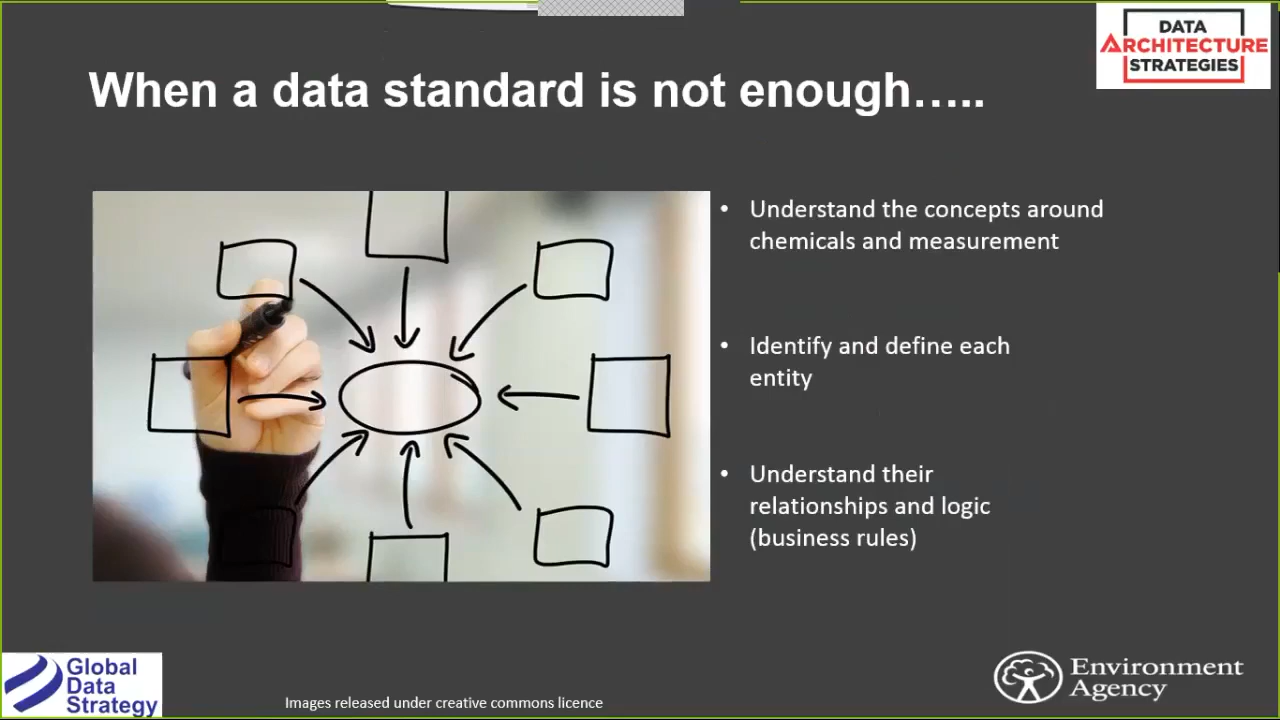 DATA
ARCHITECTURE
STRATEGIES
When a data standard is not enough…..
• Understand the concepts around
chemicals and measurement
• Identify and define each
entity
• Understand their
relationships and logic
(business rules)
Global
Data
Strategy
Images released under creative commons licence
Environment
Agency